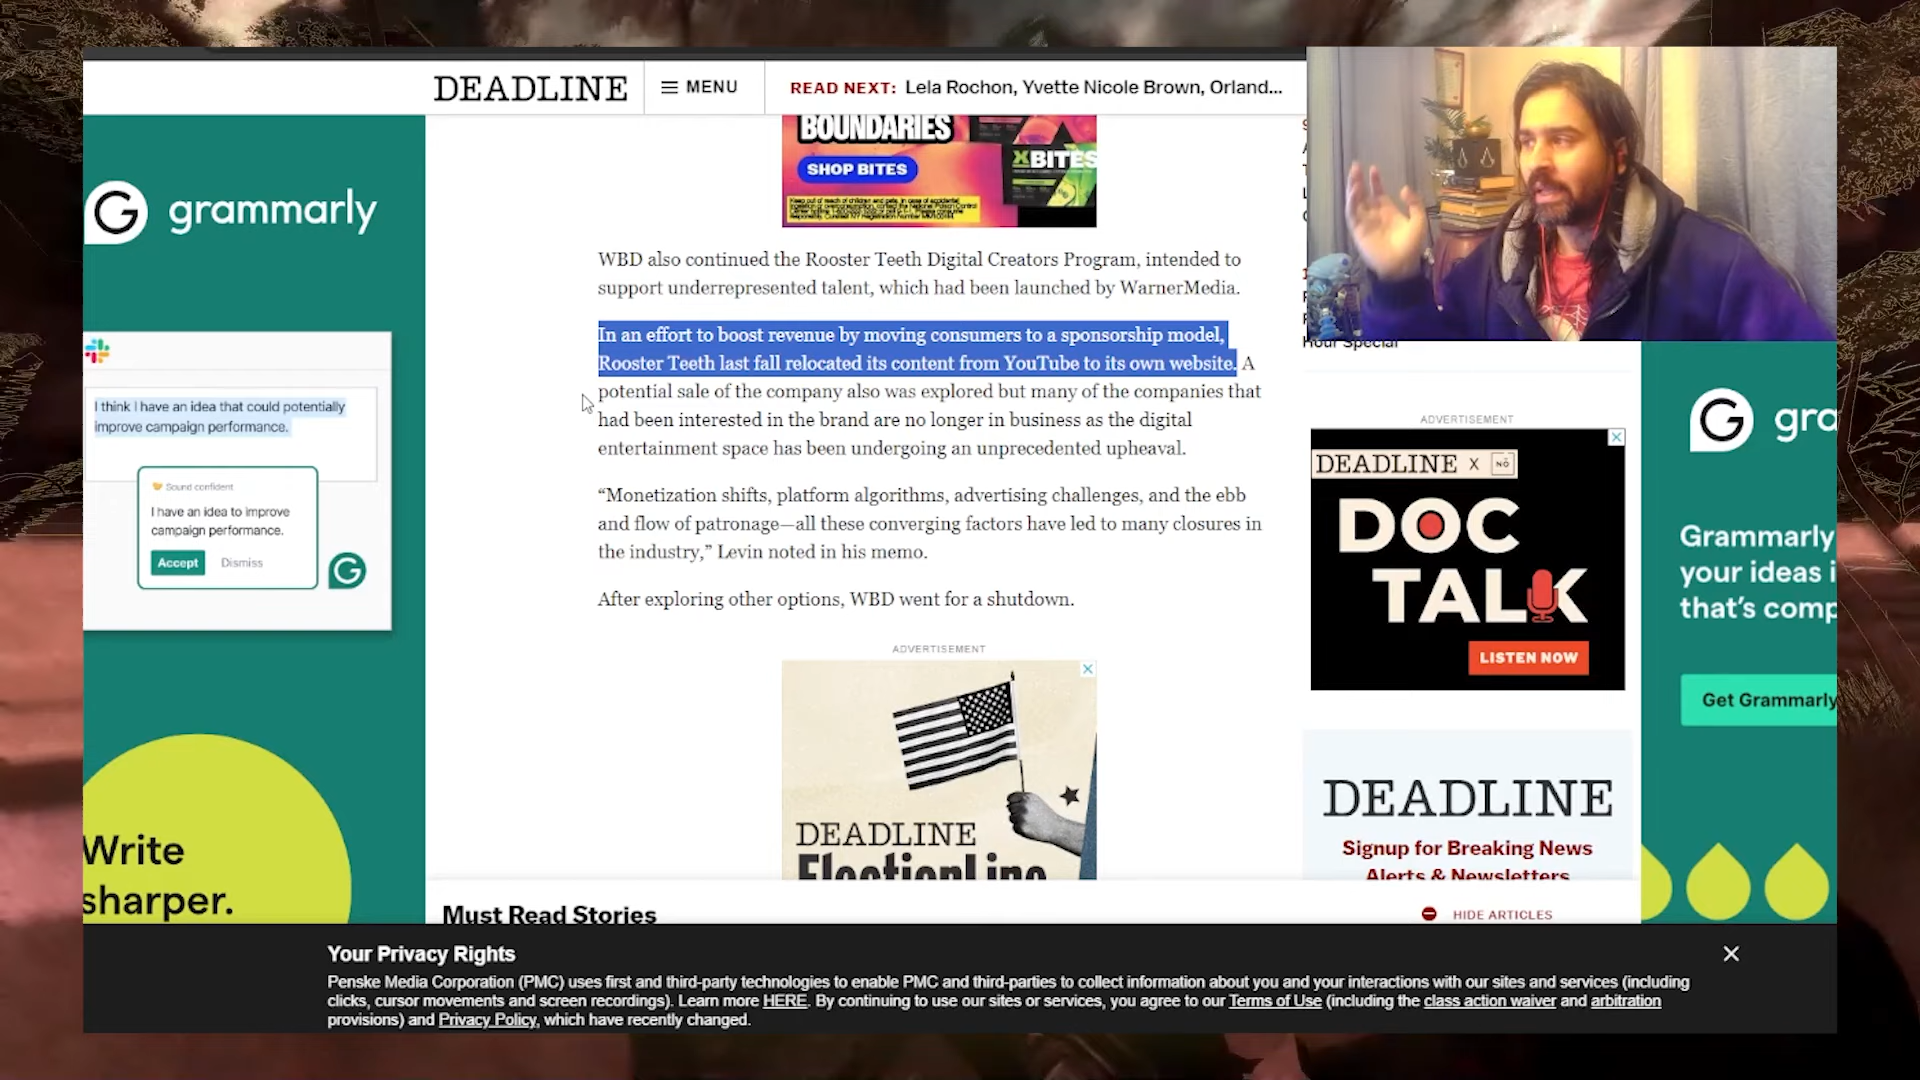 DEADLINE
MENU
READ NEXT: Lela Rochon, Yvette Nicole Brown, Orland...
grammarly
I think I have an idea that could potentially
improve campaign performance.
Sound confident
I have an idea to improve
campaign performance.
Accept Dismiss
Write
sharper.
BOUNDARIES
SHOP BITES
XBITES
WBD also continued the Rooster Teeth Digital Creators Program, intended to
support underrepresented talent, which had been launched by WarnerMedia.
In an effort to boost revenue by moving consumers to a sponsorship model,
Rooster Teeth last fall relocated its content from YouTube to its own website. A
potential sale of the company also was explored but many of the companies that
had been interested in the brand are no longer in business as the digital
entertainment space has been undergoing an unprecedented upheaval.
“Monetization shifts, platform algorithms, advertising challenges, and the ebb
and flow of patronage—all these converging factors have led to many closures in
the industry,” Levin noted in his memo.
After exploring other options, WBD went for a shutdown.
ADVERTISEMENT
DEADLINE
ElectionLine
Hour Special
ADVERTISEMENT
DEADLINE X NŌ
DOC
TALK
LISTEN NOW
DEADLINE
Signup for Breaking News
Alerts & Newsletters
gra
Grammarly
your ideas i
that’s comp
Get Grammarly
Must Read Stories
HIDE ARTICLES
Your Privacy Rights
Penske Media Corporation (PMC) uses first and third-party technologies to enable PMC and third-parties to collect information about you and your interactions with our sites and services (including
clicks, cursor movements and screen recordings). Learn more HERE. By continuing to use our sites or services, you agree to our Terms of Use (including the class action waiver and arbitration
provisions) and Privacy Policy, which have recently changed.